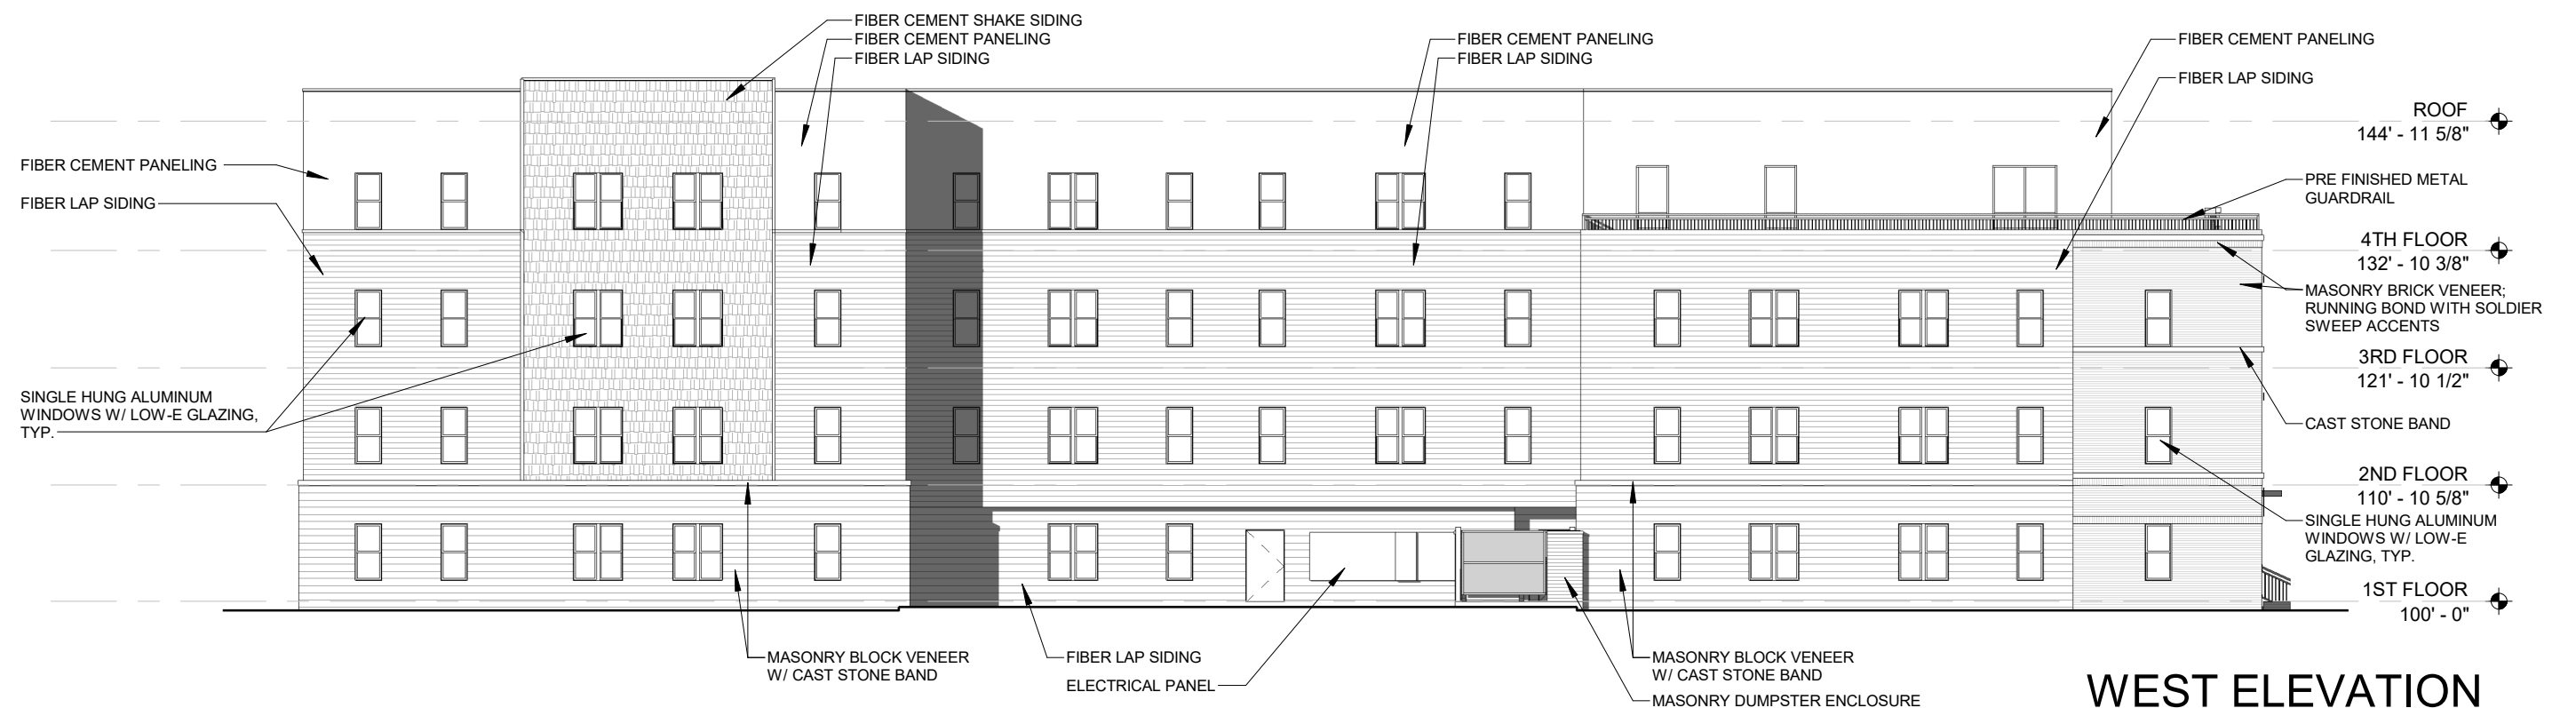 FIBER CEMENT SHAKE SIDING
FIBER CEMENT PANELING
FIBER LAP SIDING
FIBER CEMENT PANELING
FIBER LAP SIDING
FIBER CEMENT PANELING
FIBER LAP SIDING
FIBER CEMENT PANELING
FIBER LAP SIDING
SINGLE HUNG ALUMINUM
WINDOWS W/ LOW-E GLAZING,
TYP.
ROOF
144' - 11 5/8"
PRE FINISHED METAL
GUARDRAIL
4TH FLOOR
132' - 10 3/8"
MASONRY BRICK VENEER;
RUNNING BOND WITH SOLDIER
SWEEP ACCENTS
3RD FLOOR
121' - 10 1/2"
CAST STONE BAND
2ND FLOOR
110' - 10 5/8"
SINGLE HUNG ALUMINUM
WINDOWS W/ LOW-E
GLAZING, TYP.
1ST FLOOR
100' - 0"
MASONRY BLOCK VENEER
W/ CAST STONE BAND
FIBER LAP SIDING
ELECTRICAL PANEL
MASONRY BLOCK VENEER
W/ CAST STONE BAND
MASONRY DUMPSTER ENCLOSURE
WEST ELEVATION